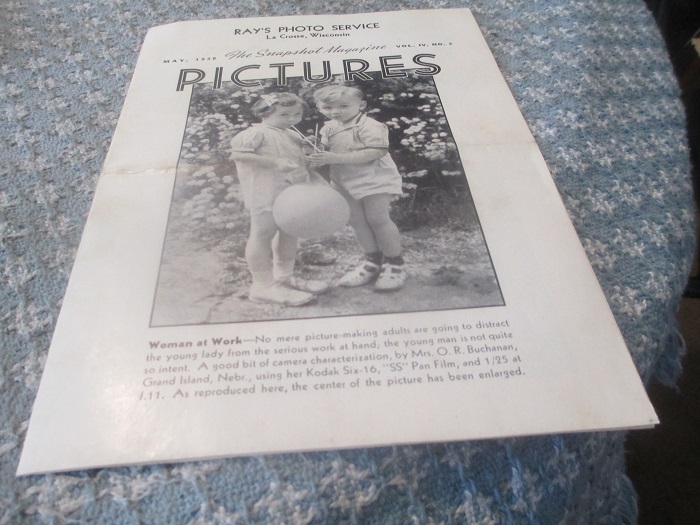 RAY'S PHOTO SERVICE
La Crosse, Wisconsin
The Snapshot Magazine
MAY, 1938 VOL. IV, NO. 5
PICTURES
Woman at Work—No mere picture-making adults are going to distract
the young lady from the serious work at hand; the young man is not quite
so intent. A good bit of camera characterization, by Mrs. O. R. Buchanan,
Grand Island, Nebr., using her Kodak Six-16, "SS" Pan Film, and 1/25 at
f.11. As reproduced here, the center of the picture has been enlarged.